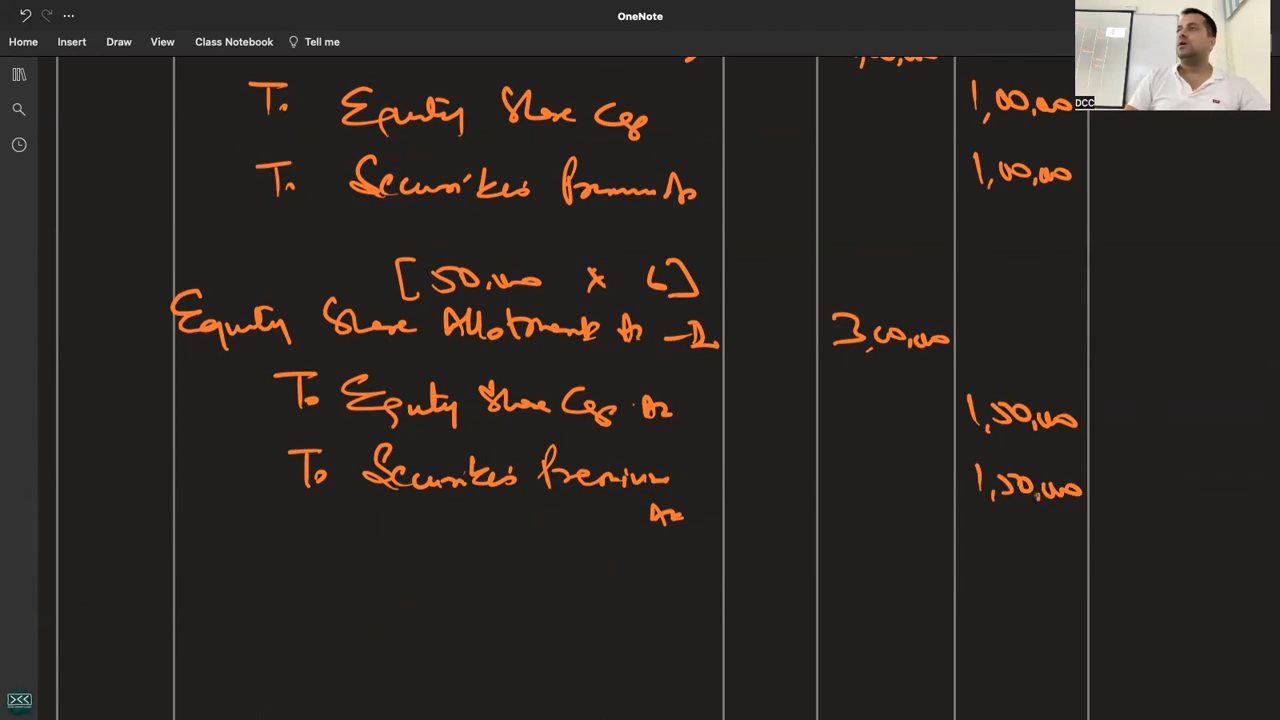 OneNote
Home Insert Draw View Class Notebook Tell me
DCC
To Equity Share Cap 1,00,000
To Securities Premium A/c 1,00,000
[50,000 x 6]
Equity Share Allotment A/c -Dr 3,00,000
To Equity Share Cap. A/c 1,50,000
To Securities Premium 1,50,000
A/c